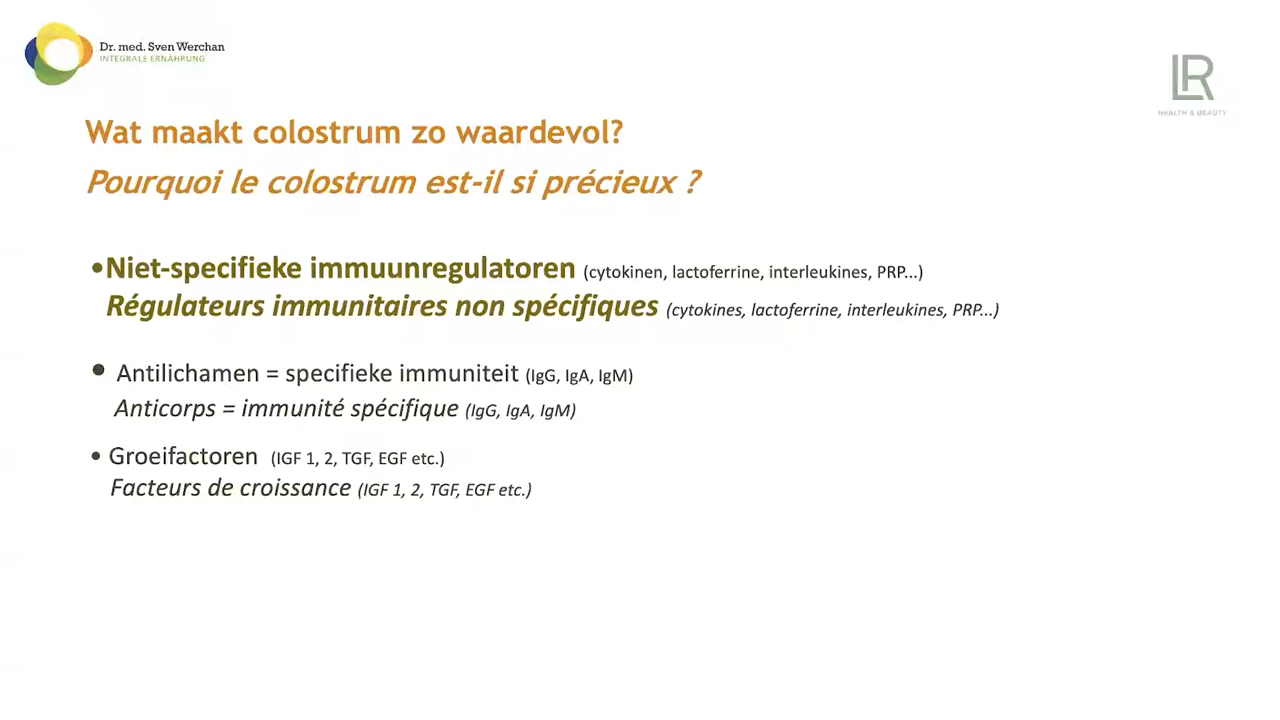 Dr. med. Sven Werchan
INTEGRALE ERNÄHRUNG
LR
HEALTH & BEAUTY
Wat maakt colostrum zo waardevol?
Pourquoi le colostrum est-il si précieux ?
•Niet-specifieke immuunregulatoren (cytokinen, lactoferrine, interleukines, PRP...)
Régulateurs immunitaires non spécifiques (cytokines, lactoferrine, interleukines, PRP...)
• Antilichamen = specifieke immuniteit (IgG, IgA, IgM)
Anticorps = immunité spécifique (IgG, IgA, IgM)
• Groeifactoren (IGF 1, 2, TGF, EGF etc.)
Facteurs de croissance (IGF 1, 2, TGF, EGF etc.)